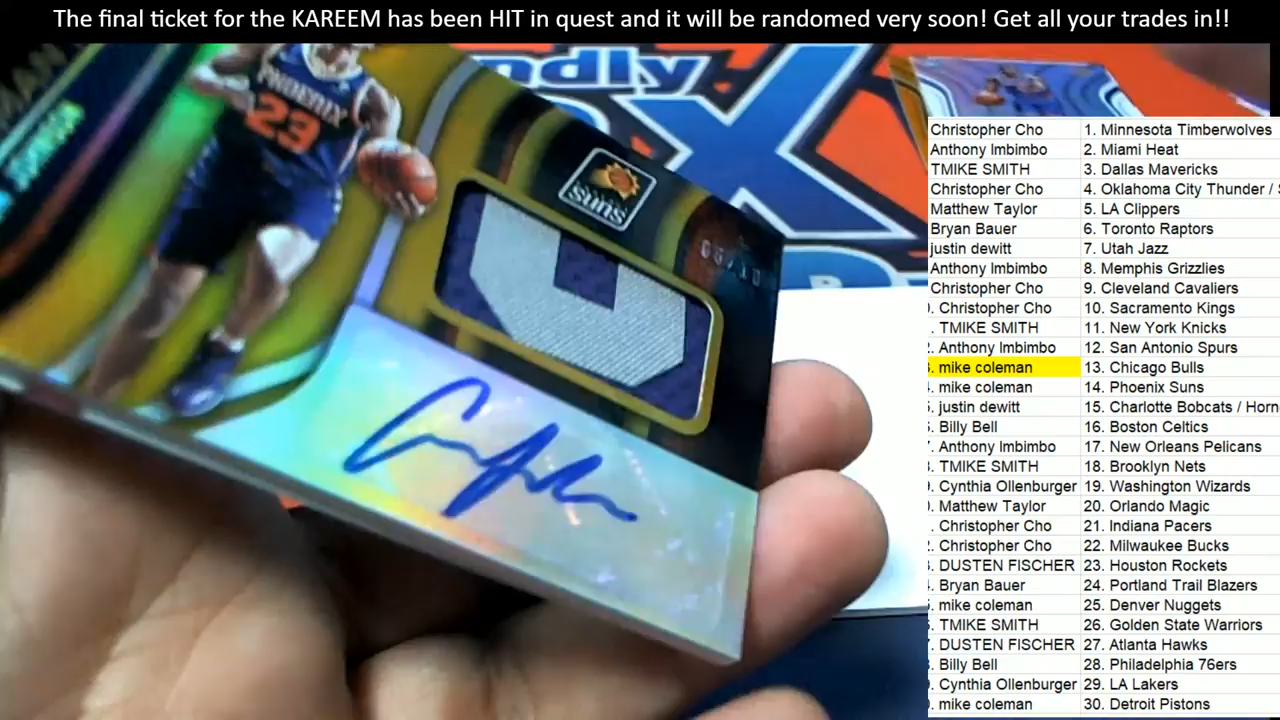 The final ticket for the KAREEM has been HIT in quest and it will be randomed very soon! Get all your trades in!!
ndly
PHOENIX
23
JOHNSON
SUNS
Christopher Cho 1. Minnesota Timberwolves
Anthony Imbimbo 2. Miami Heat
TMIKE SMITH 3. Dallas Mavericks
Christopher Cho 4. Oklahoma City Thunder /
Matthew Taylor 5. LA Clippers
Bryan Bauer 6. Toronto Raptors
justin dewitt 7. Utah Jazz
Anthony Imbimbo 8. Memphis Grizzlies
Christopher Cho 9. Cleveland Cavaliers
. Christopher Cho 10. Sacramento Kings
. TMIKE SMITH 11. New York Knicks
. Anthony Imbimbo 12. San Antonio Spurs
. mike coleman 13. Chicago Bulls
. mike coleman 14. Phoenix Suns
. justin dewitt 15. Charlotte Bobcats / Horn
. Billy Bell 16. Boston Celtics
. Anthony Imbimbo 17. New Orleans Pelicans
. TMIKE SMITH 18. Brooklyn Nets
. Cynthia Ollenburger 19. Washington Wizards
. Matthew Taylor 20. Orlando Magic
. Christopher Cho 21. Indiana Pacers
. Christopher Cho 22. Milwaukee Bucks
. DUSTEN FISCHER 23. Houston Rockets
. Bryan Bauer 24. Portland Trail Blazers
. mike coleman 25. Denver Nuggets
. TMIKE SMITH 26. Golden State Warriors
. DUSTEN FISCHER 27. Atlanta Hawks
. Billy Bell 28. Philadelphia 76ers
. Cynthia Ollenburger 29. LA Lakers
. mike coleman 30. Detroit Pistons